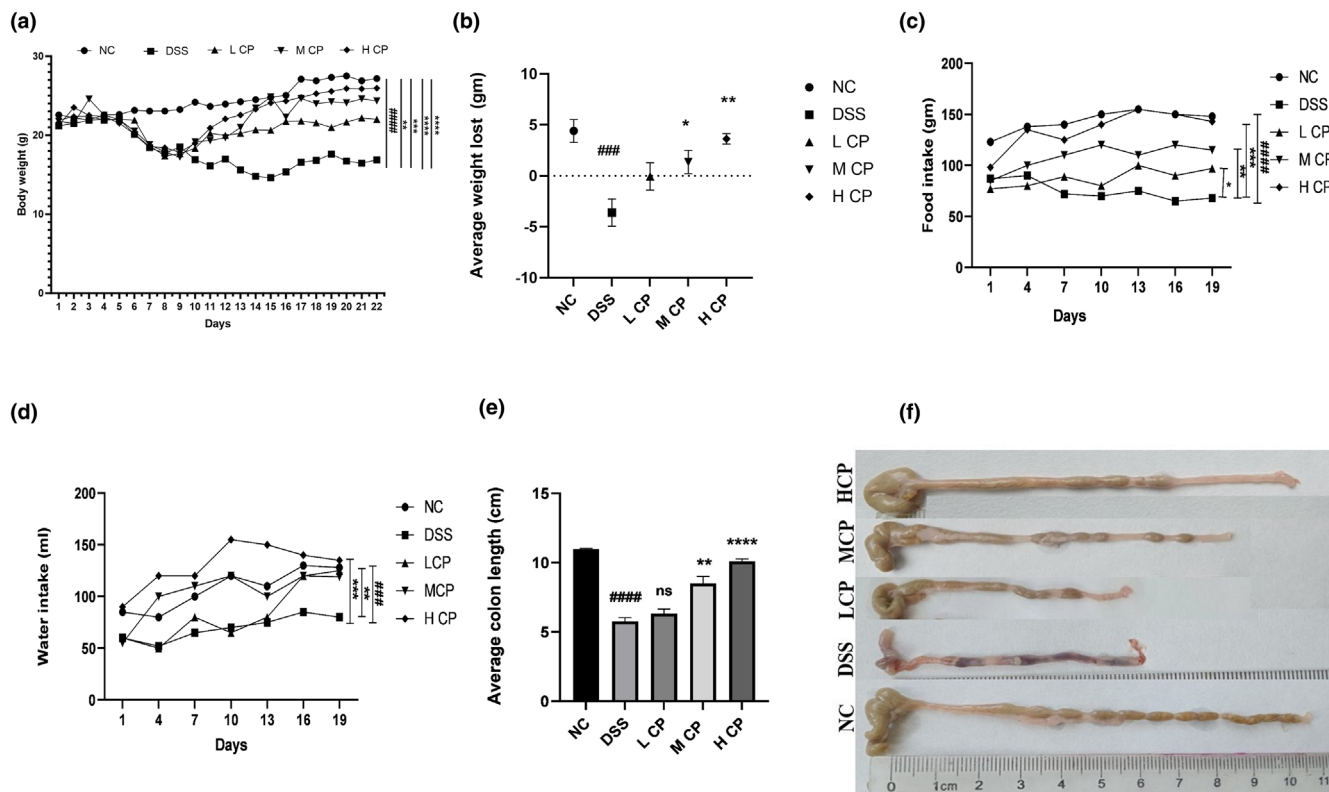 (a)
NC DSS L CP M CP H CP
Body weight (g)
30
20
10
0
1 2 3 4 5 6 7 8 9 10 11 12 13 14 15 16 17 18 19 20 21 22
Days
####
**
***
****
****
(b)
Average weight lost (gm)
10
5
0
-5
-10
###
*
**
NC DSS L CP M CP H CP
NC
DSS
L CP
M CP
H CP
(c)
Food intake (gm)
200
150
100
50
0
1 4 7 10 13 16 19
Days
NC
DSS
L CP
M CP
H CP
*
**
***
####
(d)
Water intake (ml)
200
150
100
50
0
1 4 7 10 13 16 19
Days
NC
DSS
LCP
MCP
H CP
***
**
###
(e)
Average colon length (cm)
15
10
5
0
####
ns
**
****
NC DSS L CP M CP H CP
(f)
HCP
MCP
LCP
DSS
NC
0 1cm 2 3 4 5 6 7 8 9 10 11